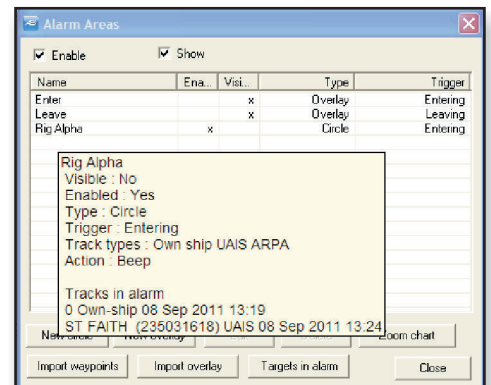 Alarm Areas
Enable Show
Name Ena... Visi... Type Trigger
Enter x Overlay Entering
Leave x Overlay Leaving
Rig Alpha x Circle Entering
Rig Alpha
Visible : No
Enabled : Yes
Type : Circle
Trigger : Entering
Track types : Own ship UAIS ARPA
Action : Beep
Tracks in alarm
0 Own-ship 08 Sep 2011 13:19
ST FAITH (235031618) UAIS 08 Sep 2011 13:24
Zoom chart
Import waypoints Import overlay Targets in alarm Close